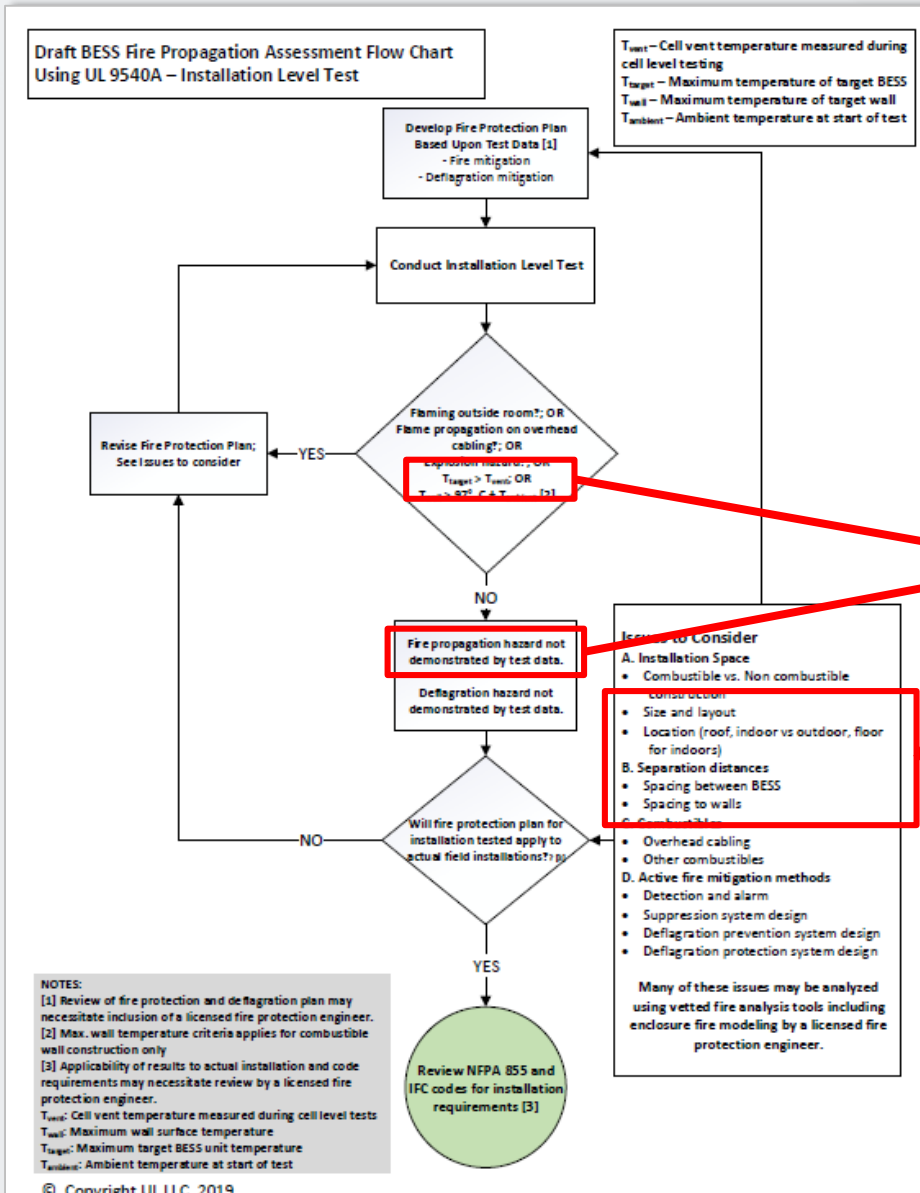 Draft BESS Fire Propagation Assessment Flow Chart
Using UL 9540A – Installation Level Test
Tvent – Cell vent temperature measured during
cell level testing
Ttarget – Maximum temperature of target BESS
Twall – Maximum temperature of target wall
Tambient – Ambient temperature at start of test
Develop Fire Protection Plan
Based Upon Test Data [1]
- Fire mitigation
- Deflagration mitigation
Conduct Installation Level Test
Flaming outside room?; OR
Flame propagation on overhead
cabling?; OR
Explosion hazard?; OR
Ttarget > Tvent; OR
> 97° C +
YES
Revise Fire Protection Plan;
See Issues to consider
NO
Fire propagation hazard not
demonstrated by test data.
Deflagration hazard not
demonstrated by test data.
Will fire protection plan for
installation tested apply to
actual field installations?
NO
YES
Review NFPA 855 and
IFC codes for installation
requirements [3]
Issues to Consider
A. Installation Space
• Combustible vs. Non combustible
construction
• Size and layout
• Location (roof, indoor vs outdoor, floor
for indoors)
B. Separation distances
• Spacing between BESS
• Spacing to walls
C. Combustibles
• Overhead cabling
• Other combustibles
D. Active fire mitigation methods
• Detection and alarm
• Suppression system design
• Deflagration prevention system design
• Deflagration protection system design
Many of these issues may be analyzed
using vetted fire analysis tools including
enclosure fire modeling by a licensed fire
protection engineer.
NOTES:
[1] Review of fire protection and deflagration plan may
necessitate inclusion of a licensed fire protection engineer.
[2] Max. wall temperature criteria applies for combustible
wall construction only
[3] Applicability of results to actual installation and code
requirements may necessitate review by a licensed fire
protection engineer.
Tvent: Cell vent temperature measured during cell level tests
Twall: Maximum wall surface temperature
Ttarget: Maximum target BESS unit temperature
Tambient: Ambient temperature at start of test
© Copyright UL LLC, 2019